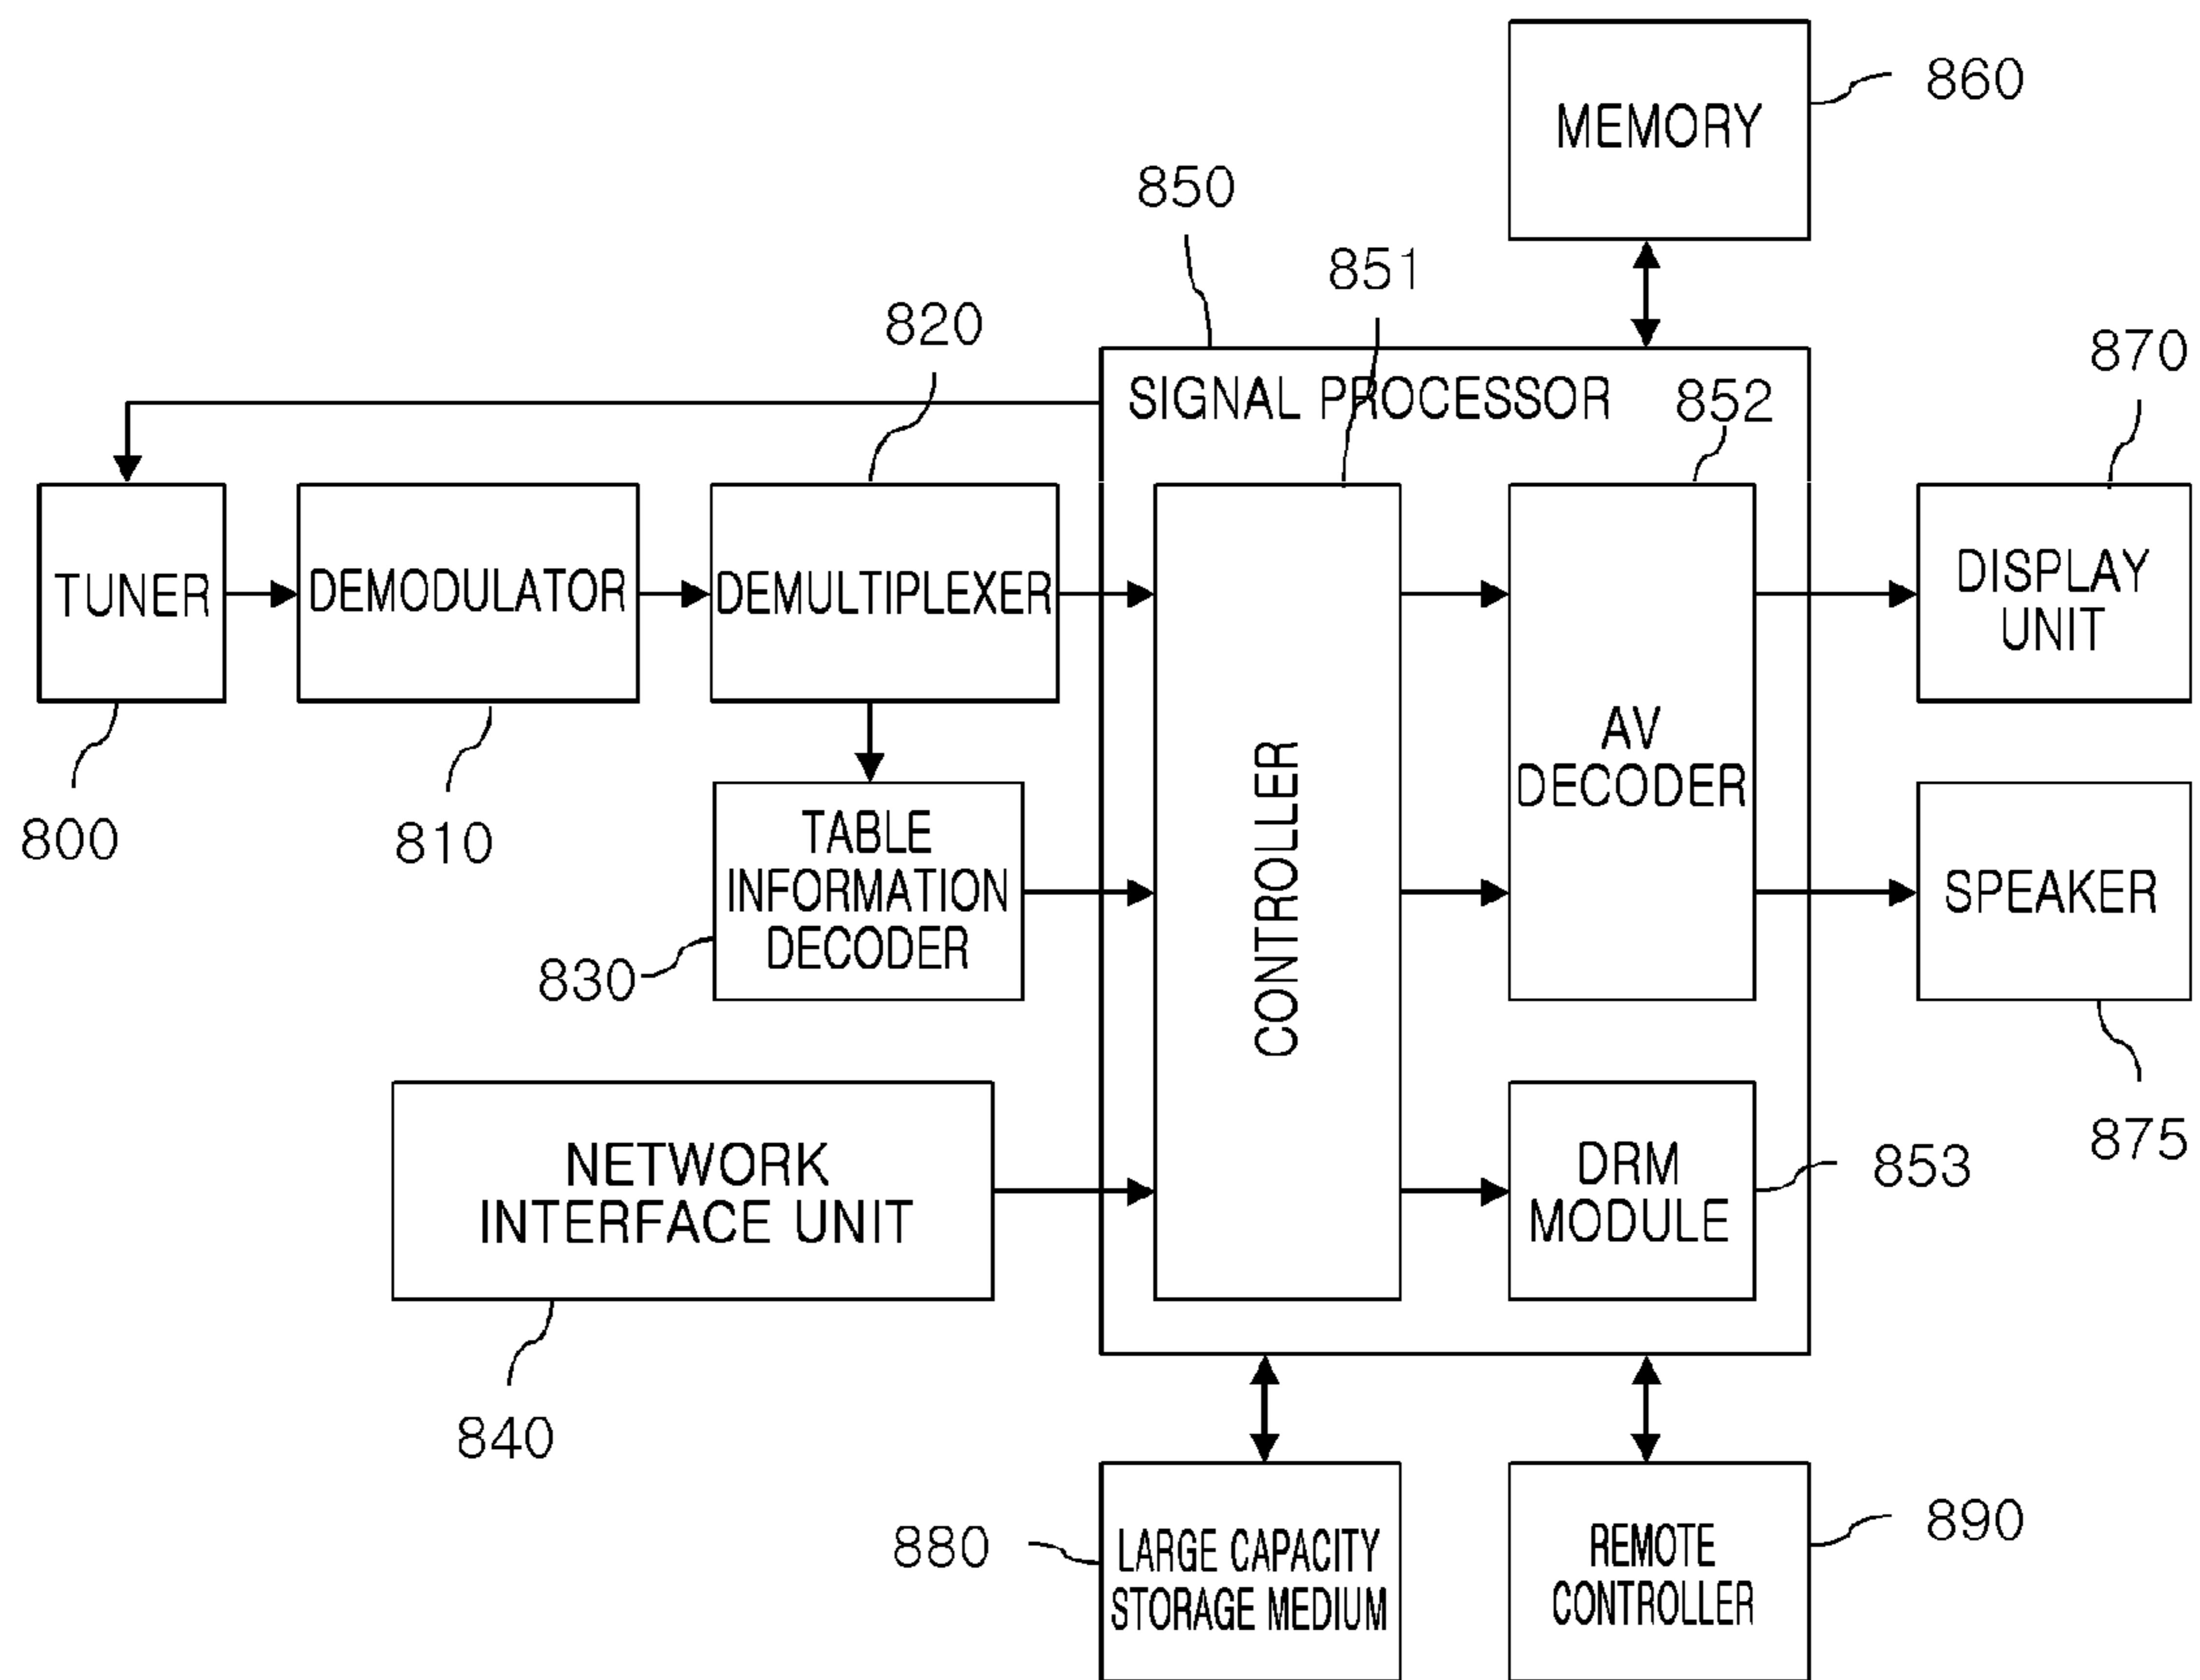 MEMORY
860
850
851
820
870
SIGNAL PROCESSOR
852
TUNER
DEMODULATOR
DEMULTIPLEXER
DISPLAY
UNIT
AV
DECODER
CONTROLLER
800
810
TABLE
INFORMATION
DECODER
830
SPEAKER
875
NETWORK
INTERFACE UNIT
DRM
MODULE
853
840
880
LARGE CAPACITY
STORAGE MEDIUM
REMOTE
CONTROLLER
890